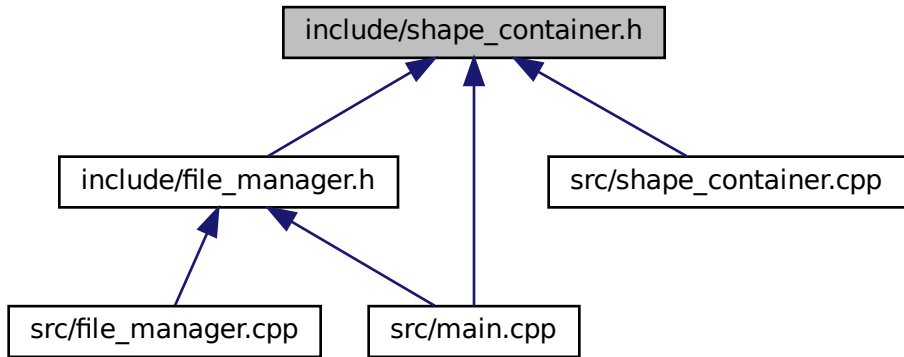 include/shape_container.h
include/file_manager.h
src/shape_container.cpp
src/file_manager.cpp
src/main.cpp